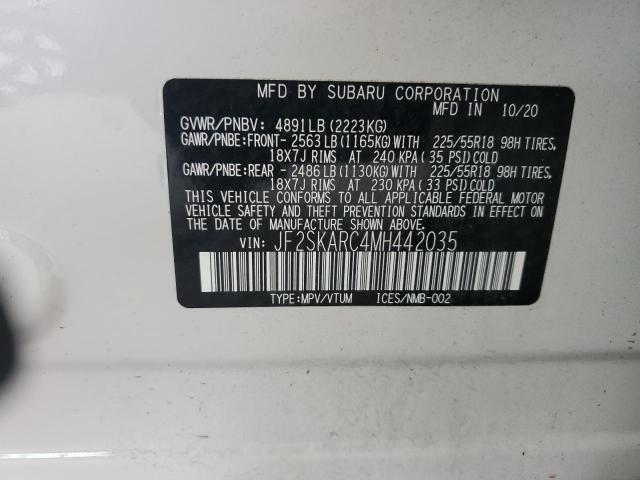 MFD BY SUBARU CORPORATION
MFD IN 10/20
GVWR/PNBV: 4891LB(2223KG)
GAWR/PNBE:FRONT- 2563LB(1165KG)WITH 225/55R18 98H TIRES,
18X7J RIMS AT 240 KPA( 35 PSI)COLD
GAWR/PNBE:REAR - 2486LB(1130KG)WITH 225/55R18 98H TIRES,
18X7J RIMS AT 230 KPA( 33 PSI)COLD
THIS VEHICLE CONFORMS TO ALL APPLICABLE FEDERAL MOTOR
VEHICLE SAFETY AND THEFT PREVENTION STANDARDS IN EFFECT ON
THE DATE OF MANUFACTURE SHOWN ABOVE.
VIN: JF2SKARC4MH442035
TYPE:MPV/VTUM ICES/NMB-002